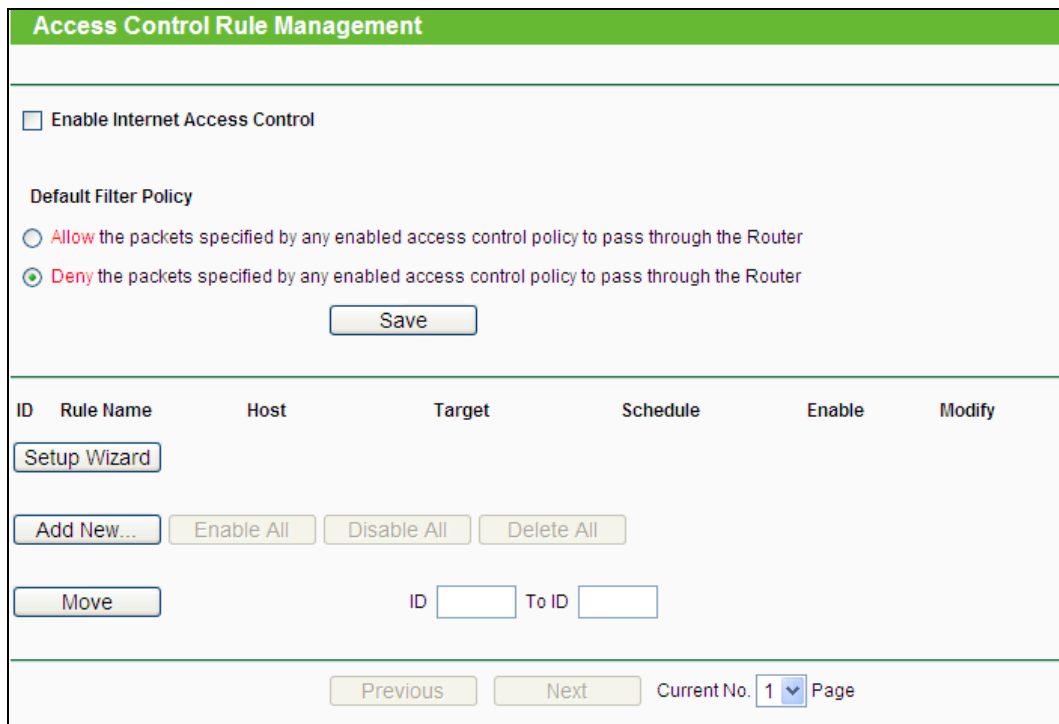 Access Control Rule Management
Enable Internet Access Control
Default Filter Policy
Allow the packets specified by any enabled access control policy to pass through the Router
Deny the packets specified by any enabled access control policy to pass through the Router
Save
ID Rule Name Host Target Schedule Enable Modify
Setup Wizard
Add New... Enable All Disable All Delete All
Move ID To ID
Previous Next Current No. 1 Page